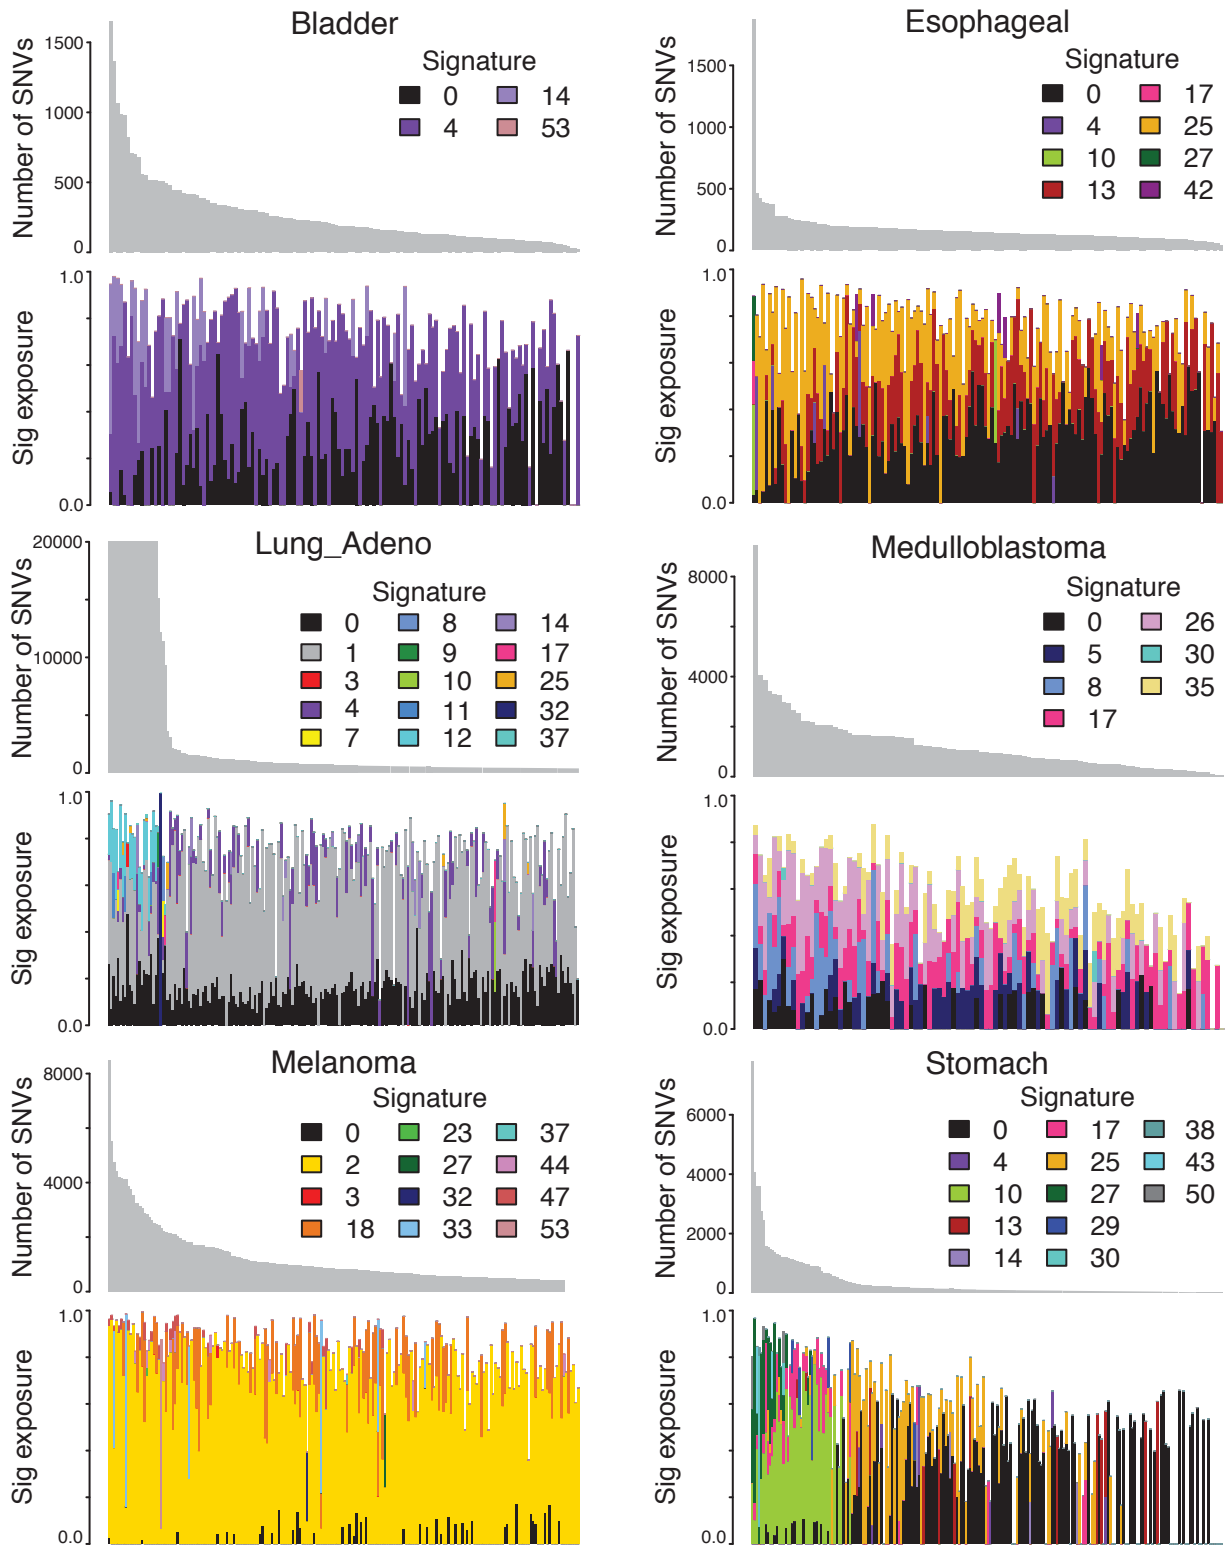 Bladder
Number of SNVs
1500
1000
500
0
Signature
0 14
4 53
Sig exposure
1.0
0.0
Esophageal
Number of SNVs
1500
1000
500
0
Signature
0 17
4 25
10 27
13 42
Sig exposure
1.0
0.0
Lung_Adeno
Number of SNVs
20000
10000
0
Signature
0 8 14
1 9 17
3 10 25
4 11 32
7 12 37
Sig exposure
1.0
0.0
Medulloblastoma
Number of SNVs
8000
4000
0
Signature
0 26
5 30
8 35
17
Sig exposure
1.0
0.0
Melanoma
Number of SNVs
8000
4000
0
Signature
0 23 37
2 27 44
3 32 47
18 33 53
Sig exposure
1.0
0.0
Stomach
Number of SNVs
6000
4000
2000
0
Signature
0 17 38
4 25 43
10 27 50
13 29
14 30
Sig exposure
1.0
0.0